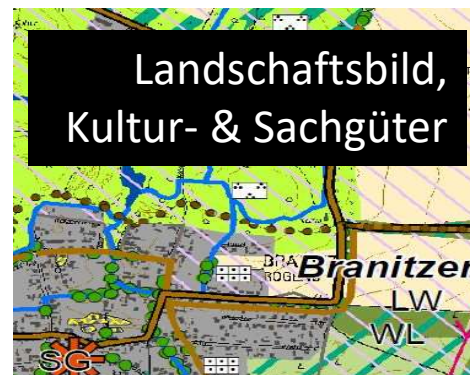 Landschaftsbild,
Kultur- & Sachgüter
Branitzer
LW
WL
SG